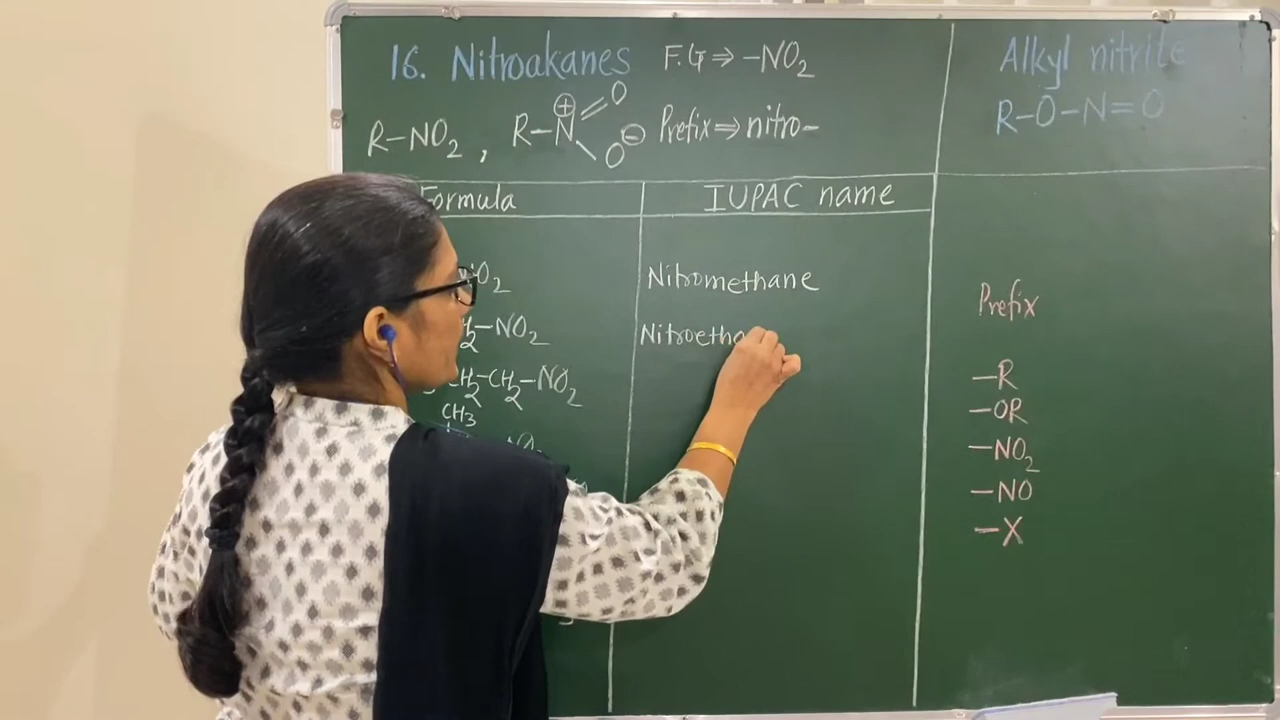 16. Nitroakanes F.G ⇒ –NO2
R–NO2 , R–N⊕ =O –O⊖ Prefix ⇒ nitro–
Formula IUPAC name
O2 Nitromethane
–NO2 Nitroetha
CH2–CH2–NO2
CH3
Alkyl nitrite
R–O–N=O
Prefix
–R
–OR
–NO2
–NO
–X